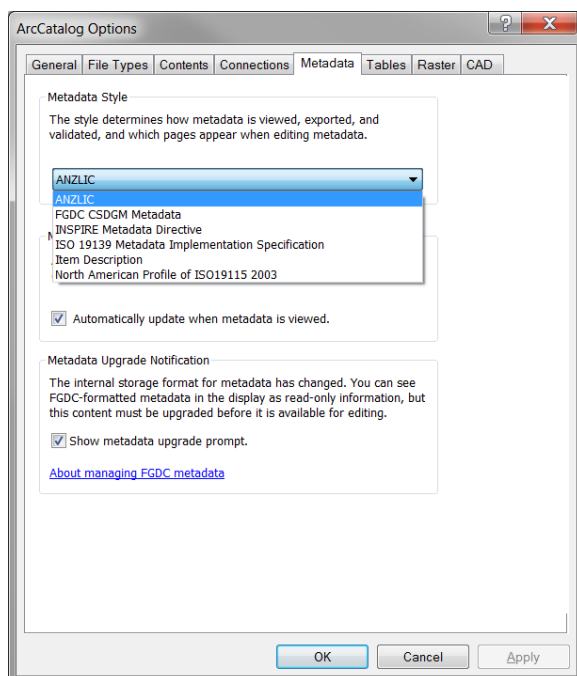 ArcCatalog Options
? X
General File Types Contents Connections Metadata Tables Raster CAD
Metadata Style
The style determines how metadata is viewed, exported, and
validated, and which pages appear when editing metadata.
ANZLIC
ANZLIC
FGDC CSDGM Metadata
INSPIRE Metadata Directive
ISO 19139 Metadata Implementation Specification
Item Description
North American Profile of ISO19115 2003
Automatically update when metadata is viewed.
Metadata Upgrade Notification
The internal storage format for metadata has changed. You can see
FGDC-formatted metadata in the display as read-only information, but
this content must be upgraded before it is available for editing.
Show metadata upgrade prompt.
About managing FGDC metadata
OK Cancel Apply